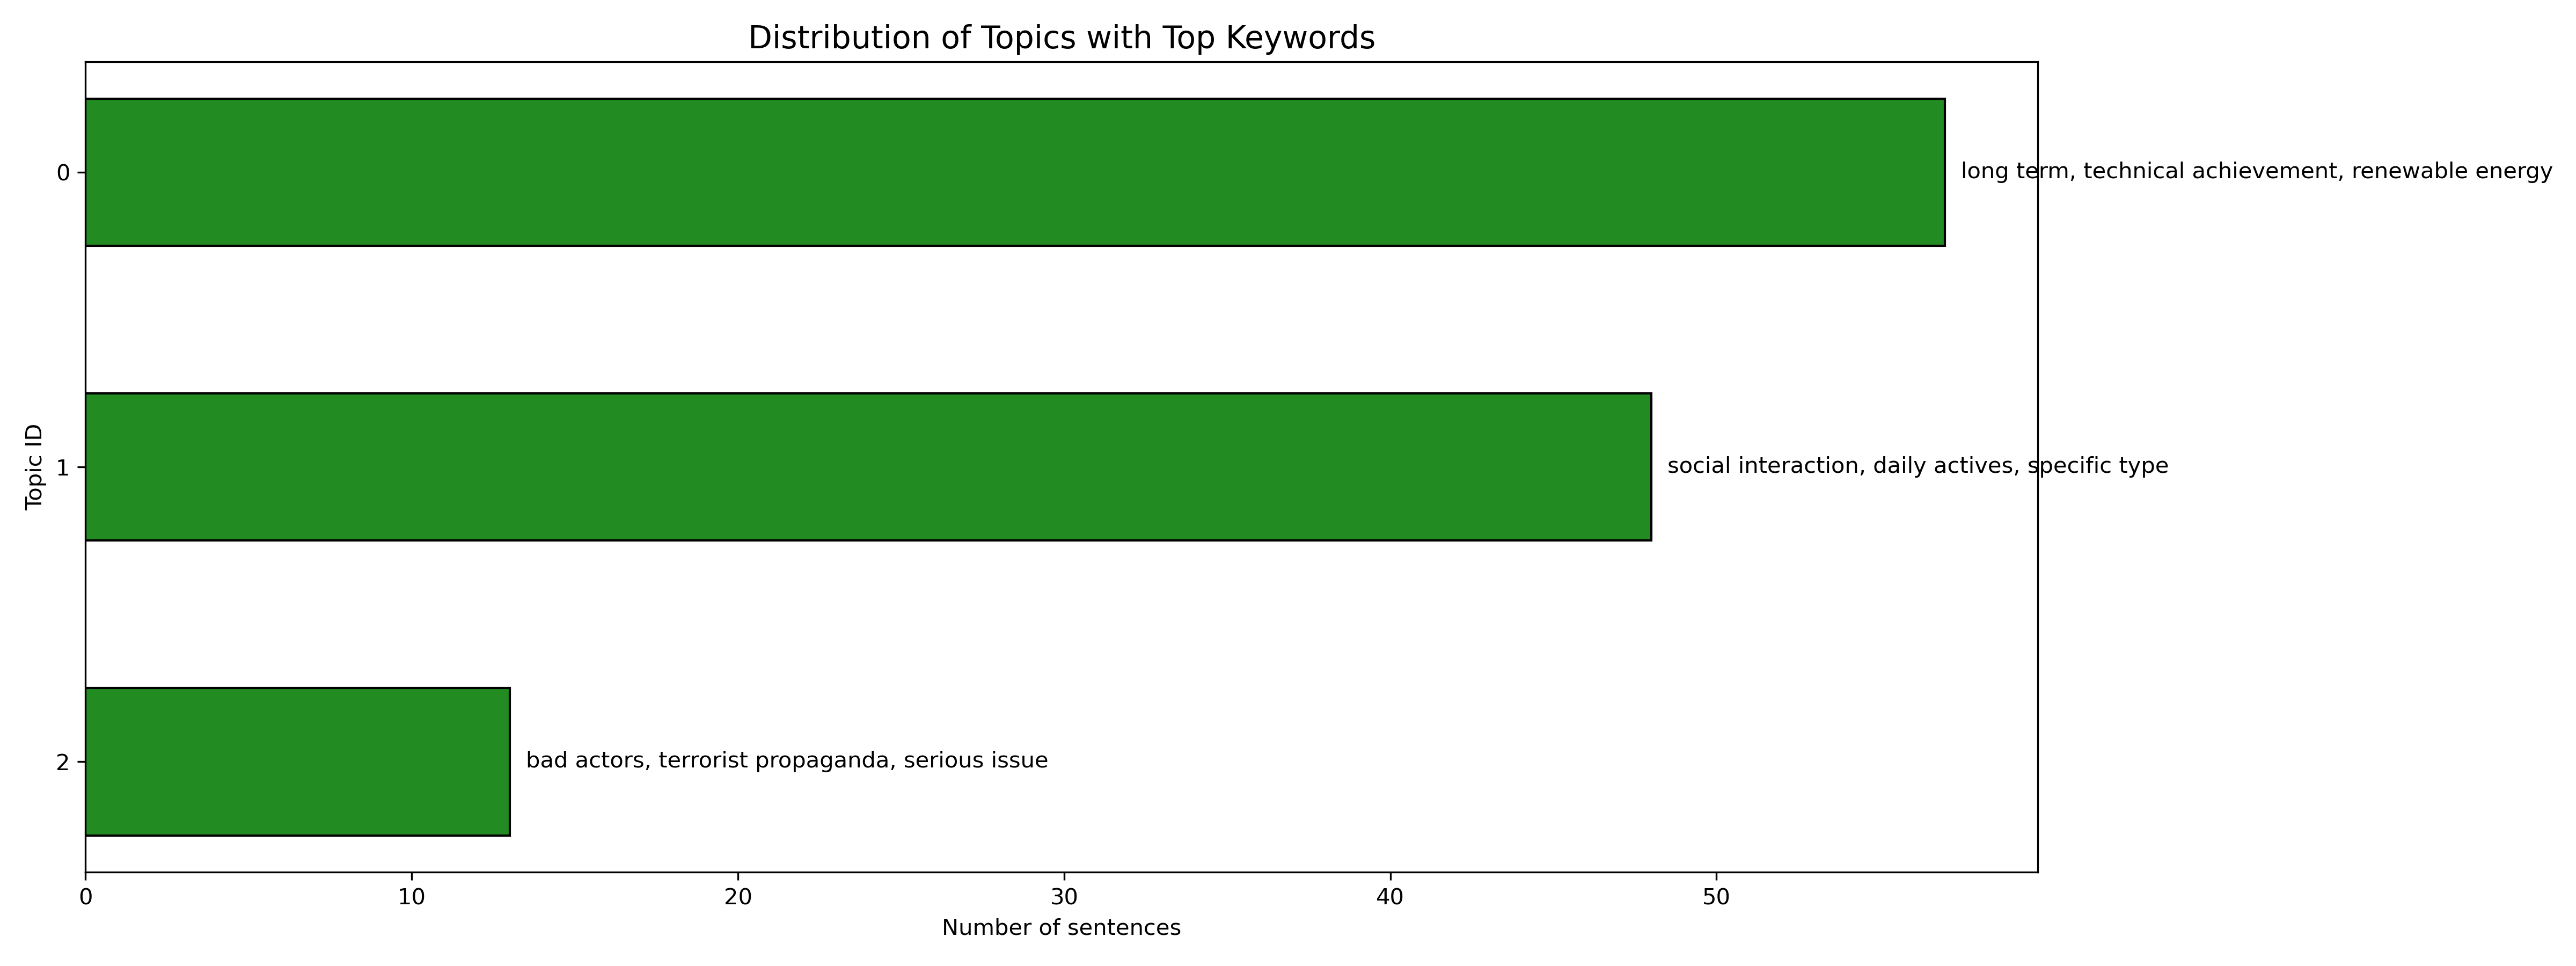 Distribution of Topics with Top Keywords
0
long term, technical achievement, renewable energy
Topic ID
1
social interaction, daily actives, specific type
2
bad actors, terrorist propaganda, serious issue
0 10 20 30 40 50
Number of sentences